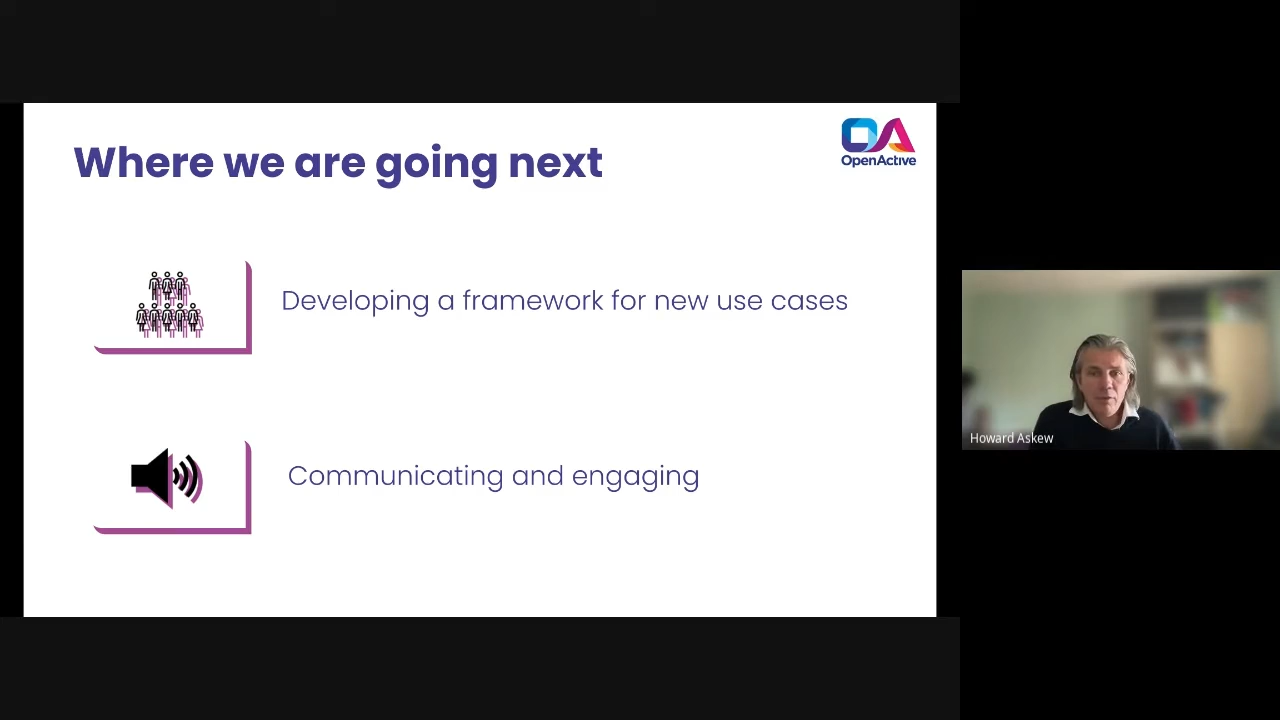 Where we are going next
OA
OpenActive
Developing a framework for new use cases
Communicating and engaging
Howard Askew